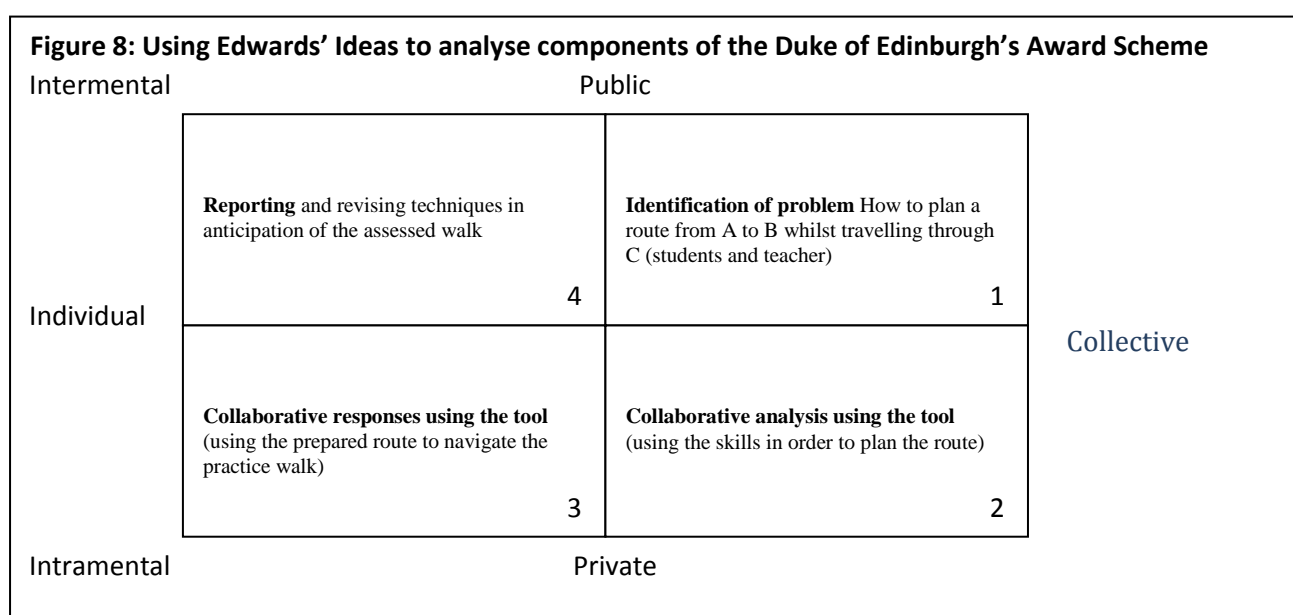 Figure 8: Using Edwards’ Ideas to analyse components of the Duke of Edinburgh’s Award Scheme
Intermental Public
Reporting and revising techniques in
anticipation of the assessed walk
4
Identification of problem How to plan a
route from A to B whilst travelling through
C (students and teacher)
1
Individual
Collective
Collaborative responses using the tool
(using the prepared route to navigate the
practice walk)
3
Collaborative analysis using the tool
(using the skills in order to plan the route)
2
Intramental Private